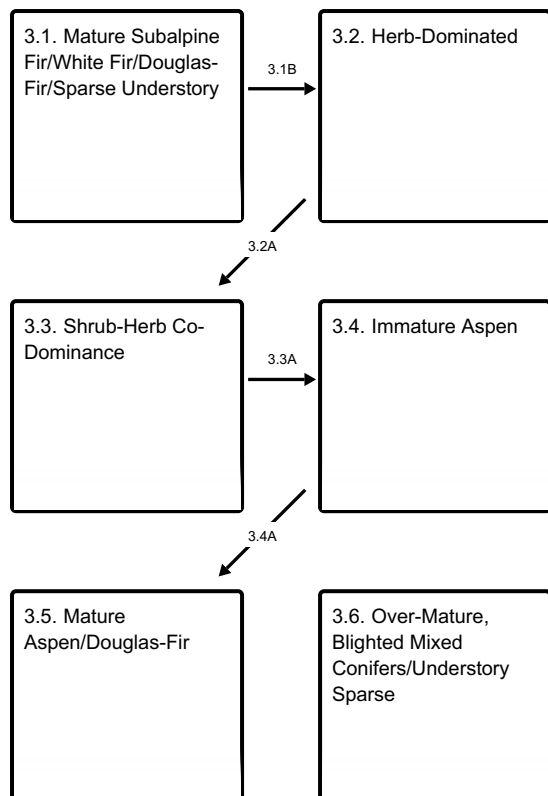 3.1. Mature Subalpine
Fir/White Fir/Douglas-
Fir/Sparse Understory
3.1B
3.2. Herb-Dominated
3.2A
3.3. Shrub-Herb Co-
Dominance
3.3A
3.4. Immature Aspen
3.4A
3.5. Mature
Aspen/Douglas-Fir
3.6. Over-Mature,
Blighted Mixed
Conifers/Understory
Sparse